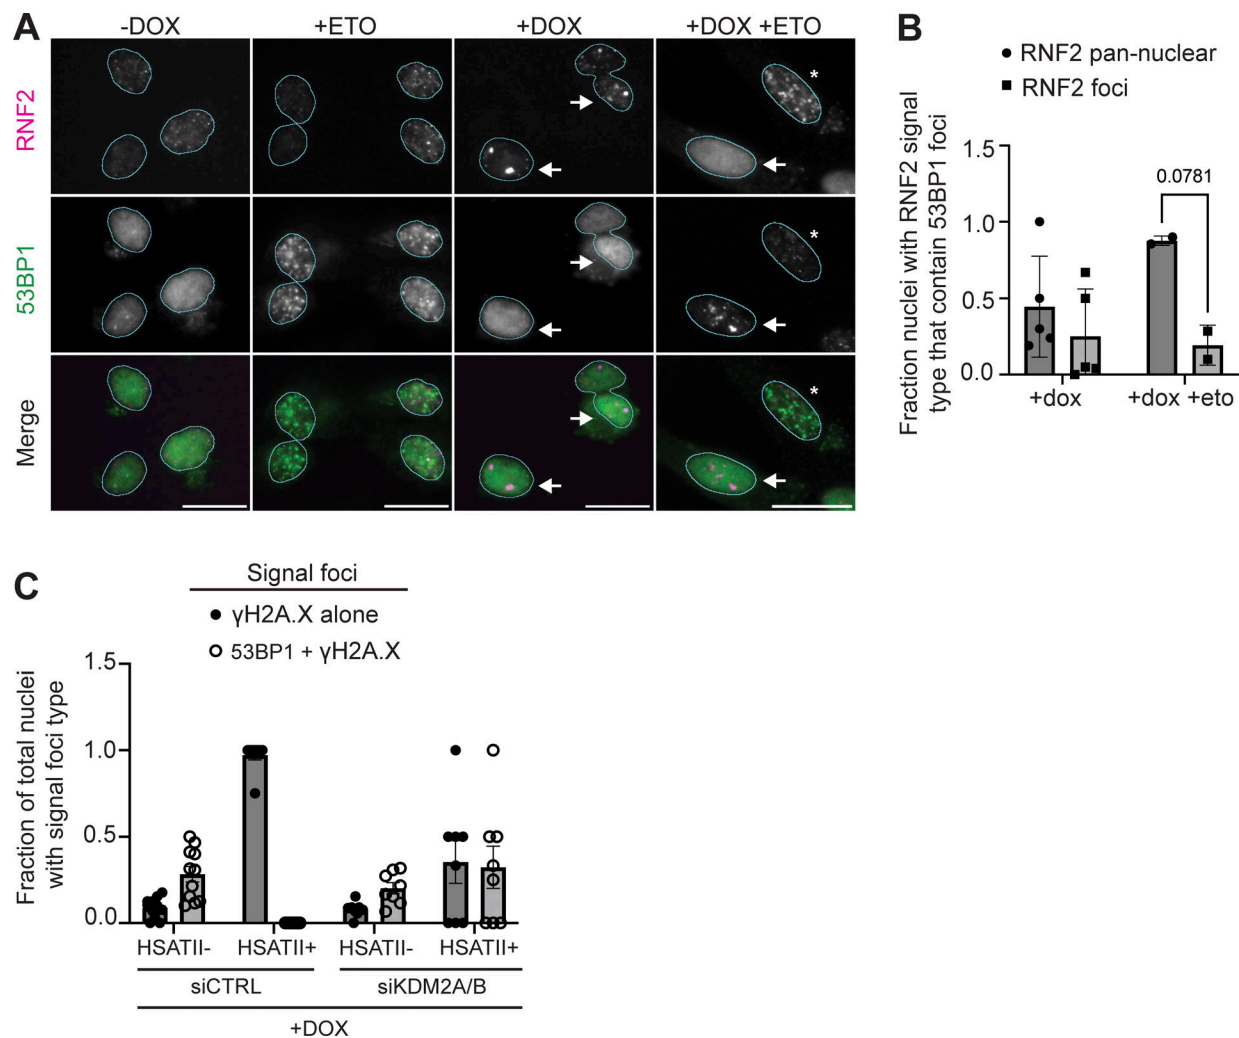 A
-DOX
+ETO
+DOX
+DOX +ETO
RNF2
53BP1
Merge
*
*
*
B
RNF2 pan-nuclear
RNF2 foci
Fraction nuclei with RNF2 signal
type that contain 53BP1 foci
1.5
1.0
0.5
0.0
0.0781
+dox
+dox +eto
C
Signal foci
γH2A.X alone
53BP1 + γH2A.X
Fraction of total nuclei
with signal foci type
1.5
1.0
0.5
0.0
HSATII-
HSATII+
HSATII-
HSATII+
siCTRL
siKDM2A/B
+DOX